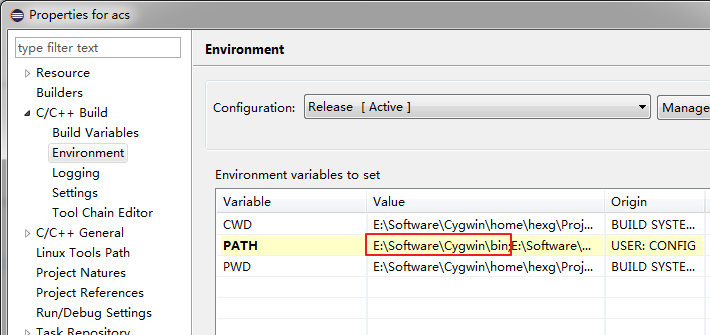 Properties for acs
type filter text
Resource
Builders
C/C++ Build
Build Variables
Environment
Logging
Settings
Tool Chain Editor
C/C++ General
Linux Tools Path
Project Natures
Project References
Run/Debug Settings
Task Repository
Environment
Configuration: Release [ Active ] Manage
Environment variables to set
Variable Value Origin
CWD E:\Software\Cygwin\home\hexg\Proj... BUILD SYSTE...
PATH E:\Software\Cygwin\bin;E:\Software\... USER: CONFIG
PWD E:\Software\Cygwin\home\hexg\Proj... BUILD SYSTE...